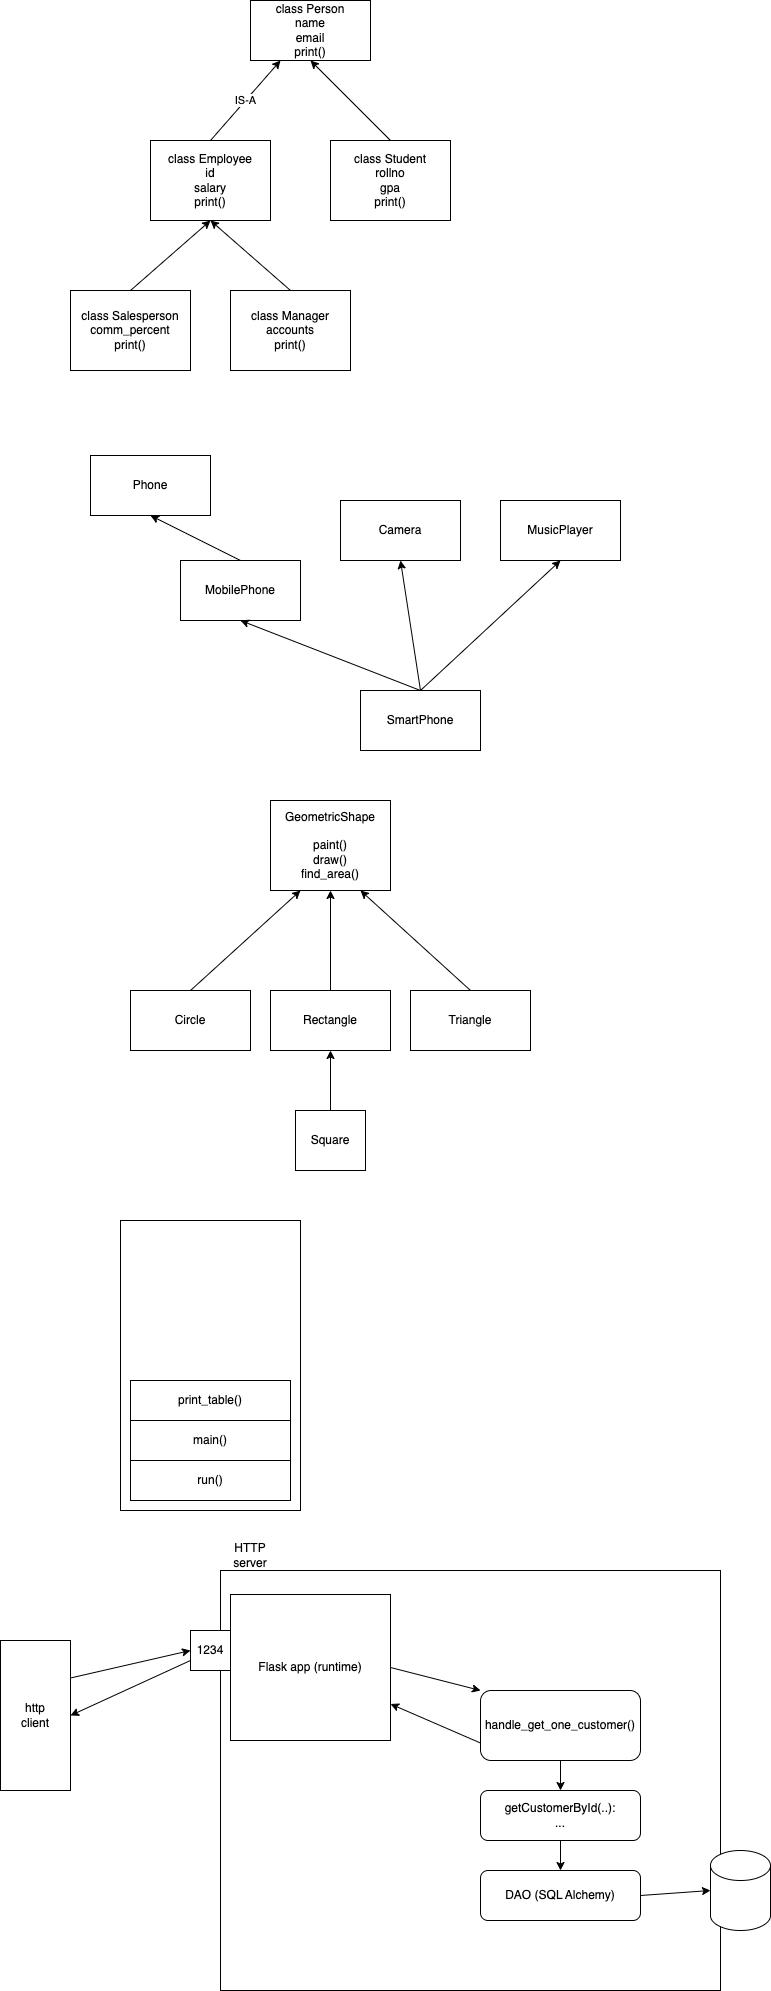 class Person
name
email
print()
IS-A
class Employee
id
salary
print()
class Student
rollno
gpa
print()
class Salesperson
comm_percent
print()
class Manager
accounts
print()
Phone
Camera
MusicPlayer
MobilePhone
SmartPhone
GeometricShape
paint()
draw()
find_area()
Circle
Rectangle
Triangle
Square
print_table()
main()
run()
HTTP
server
1234
Flask app (runtime)
http
client
handle_get_one_customer()
getCustomerById(..):
...
DAO (SQL Alchemy)